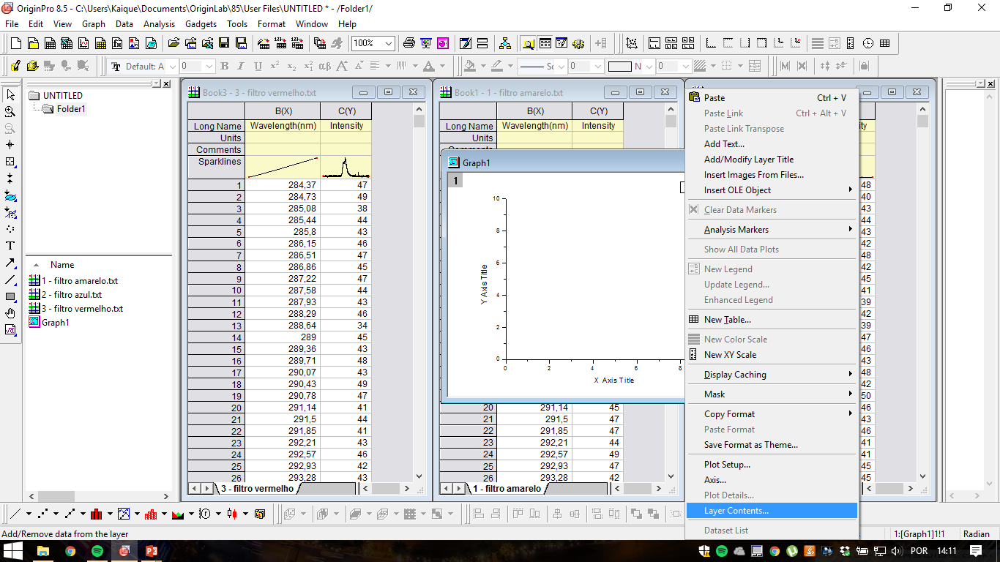 OriginPro 8.5 - C:\Users\Kaique\Documents\OriginLab\85\User Files\UNTITLED * - /Folder1/
File Edit View Graph Data Analysis Gadgets Tools Format Window Help
100%
Default: A 0 B I U x² x₂ αβ A A A 0 N 0
UNTITLED
Folder1
Name
1 - filtro amarelo.txt
2 - filtro azul.txt
3 - filtro vermelho.txt
Graph1
Book3 - 3 - filtro vermelho.txt
B(X) C(Y)
Long Name Wavelength(nm) Intensity
Units
Comments
Sparklines
1 284,37 47
2 284,73 49
3 285,08 38
4 285,44 44
5 285,8 43
6 286,15 46
7 286,51 47
8 286,86 45
9 287,22 47
10 287,58 44
11 287,93 43
12 288,29 46
13 288,64 34
14 289 45
15 289,36 43
16 289,71 48
17 290,07 43
18 290,43 49
19 290,78 47
20 291,14 41
21 291,5 44
22 291,85 41
23 292,21 43
24 292,57 46
25 292,93 42
26 293,28 43
3 - filtro vermelho
Book1 - 1 - filtro amarelo.txt
B(X) C(Y)
Long Name Wavelength(nm) Intensity
Units
Graph1
1
10
8
6
4
2
0
Y Axis Title
0 2 4 6 8
X Axis Title
20 291,14 45
21 291,5 47
22 291,85 47
23 292,21 44
24 292,57 49
25 292,93 47
26 293,28 42
1 - filtro amarelo
Paste Ctrl + V
Paste Link Ctrl + Alt + V
Paste Link Transpose
Add Text...
Add/Modify Layer Title
Insert Images From Files...
Insert OLE Object
Clear Data Markers
Analysis Markers
Show All Data Plots
New Legend
Update Legend...
Enhanced Legend
New Table...
New Color Scale
New XY Scale
Display Caching
Mask
Copy Format
Paste Format
Save Format as Theme...
Plot Setup...
Axis...
Plot Details...
Layer Contents...
Dataset List
48
40
43
44
43
42
48
42
45
41
39
42
39
47
45
41
48
42
50
46
43
46
41
46
41
45
Add/Remove data from the layer
1:[Graph1]1!1 Radian
POR 14:11